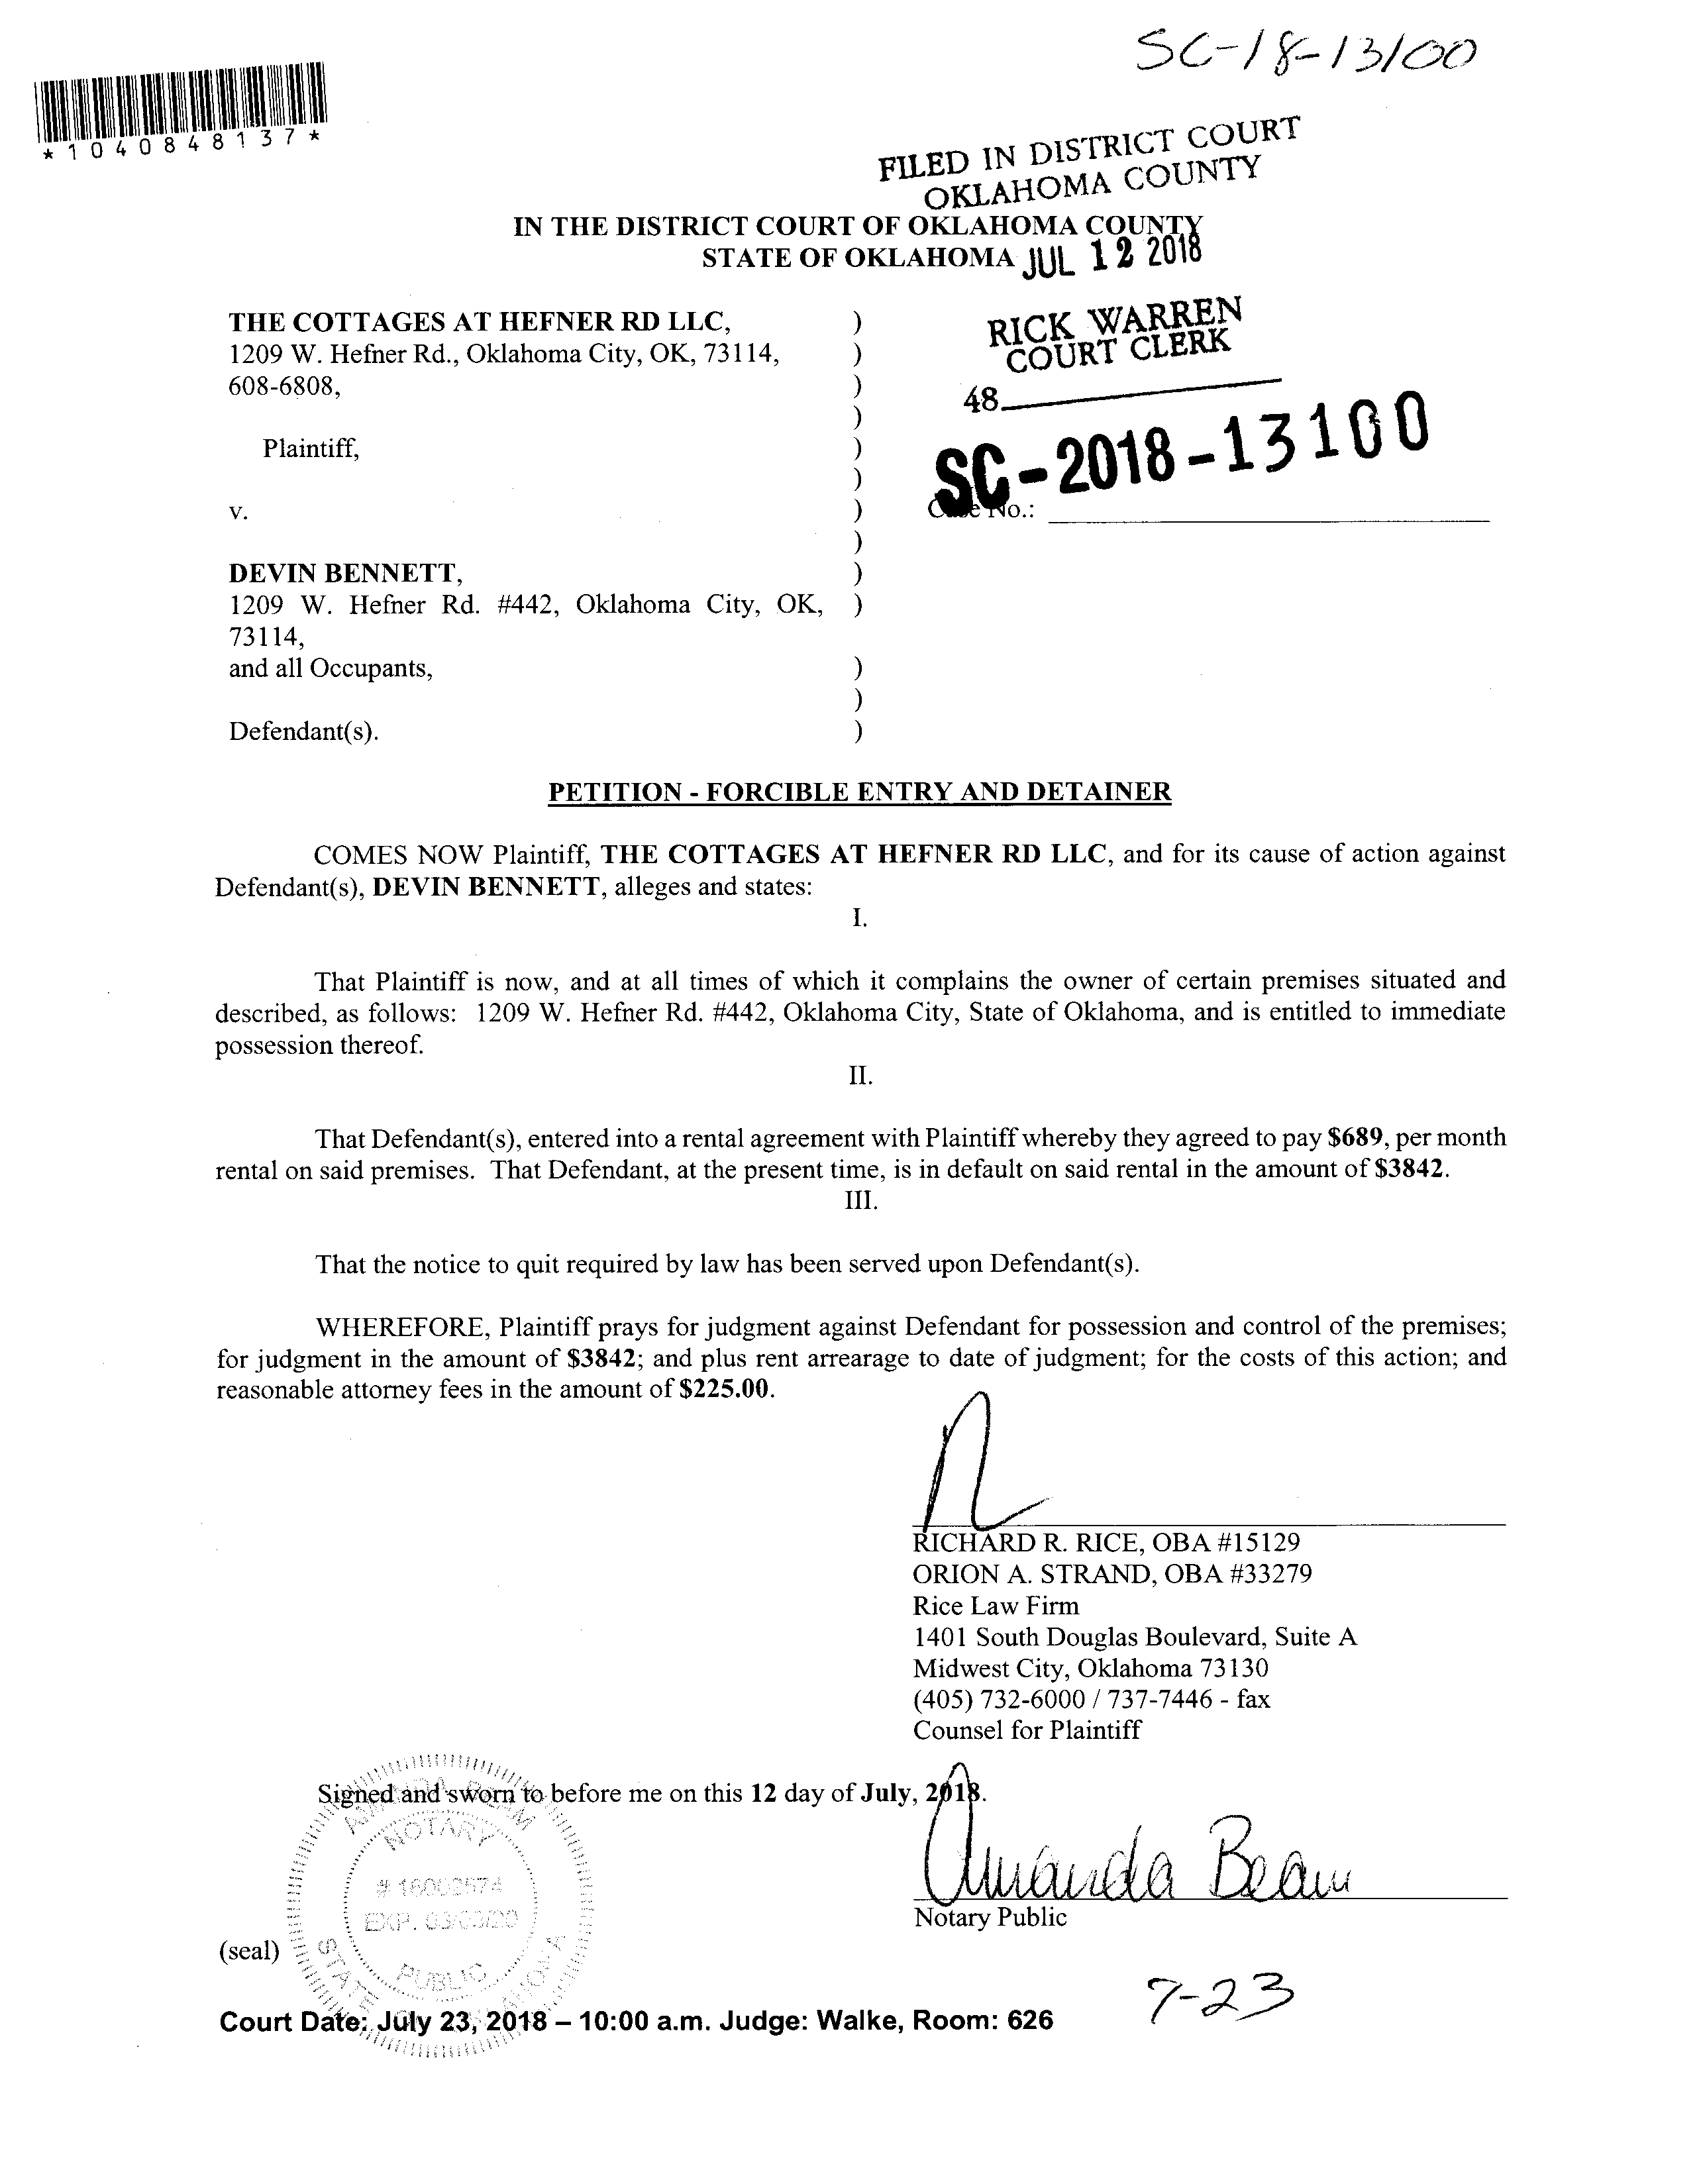 SC-18-13100
*1040848137*
FILED IN DISTRICT COURT
OKLAHOMA COUNTY
IN THE DISTRICT COURT OF OKLAHOMA COUNTY
STATE OF OKLAHOMA JUL 12 2018
THE COTTAGES AT HEFNER RD LLC, )
1209 W. Hefner Rd., Oklahoma City, OK, 73114, )
608-6808, )
)
Plaintiff, )
)
v. )
)
DEVIN BENNETT, )
1209 W. Hefner Rd. #442, Oklahoma City, OK, )
73114,
and all Occupants, )
)
Defendant(s). )
RICK WARREN
COURT CLERK
48
SC-2018-13100
Case No.:
PETITION - FORCIBLE ENTRY AND DETAINER
COMES NOW Plaintiff, THE COTTAGES AT HEFNER RD LLC, and for its cause of action against
Defendant(s), DEVIN BENNETT, alleges and states:
I.
That Plaintiff is now, and at all times of which it complains the owner of certain premises situated and
described, as follows: 1209 W. Hefner Rd. #442, Oklahoma City, State of Oklahoma, and is entitled to immediate
possession thereof.
II.
That Defendant(s), entered into a rental agreement with Plaintiff whereby they agreed to pay $689, per month
rental on said premises. That Defendant, at the present time, is in default on said rental in the amount of $3842.
III.
That the notice to quit required by law has been served upon Defendant(s).
WHEREFORE, Plaintiff prays for judgment against Defendant for possession and control of the premises;
for judgment in the amount of $3842; and plus rent arrearage to date of judgment; for the costs of this action; and
reasonable attorney fees in the amount of $225.00.
RICHARD R. RICE, OBA #15129
ORION A. STRAND, OBA #33279
Rice Law Firm
1401 South Douglas Boulevard, Suite A
Midwest City, Oklahoma 73130
(405) 732-6000 / 737-7446 - fax
Counsel for Plaintiff
Signed and sworn to before me on this 12 day of July, 2018.
AMANDA BEAM
NOTARY
# 16002574
EXP.
PUBLIC
STATE OF OKLAHOMA
Amanda Beam
Notary Public
(seal)
7-23
Court Date: July 23, 2018 – 10:00 a.m. Judge: Walke, Room: 626